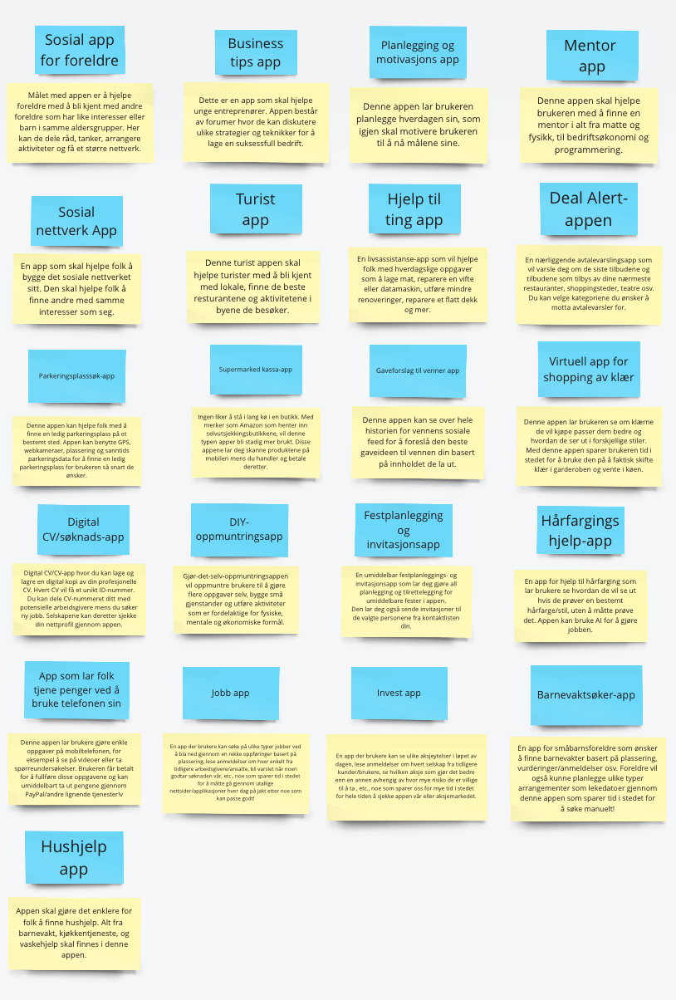 Sosial app
for foreldre
Målet med appen er å hjelpe
foreldre med å bli kjent med andre
foreldre som har like interesser eller
barn i samme aldersgrupper. Her
kan de dele råd, tanker, arrangere
aktiviteter og få et større nettverk.
Business
tips app
Dette er en app som skal hjelpe
unge entreprenører. Appen består
av forumer hvor de kan diskutere
ulike strategier og teknikker for å
lage en suksessfull bedrift.
Planlegging og
motivasjons app
Denne appen lar brukeren
planlegge hverdagen sin, som
igjen skal motivere brukeren
til å nå målene sine.
Mentor
app
Denne appen skal hjelpe
brukeren med å finne en
mentor i alt fra matte og
fysikk, til bedriftsøkonomi og
programmering.
Sosial
nettverk App
En app som skal hjelpe folk å
bygge det sosiale nettverket
sitt. Den skal hjelpe folk å
finne andre med samme
interesser som seg.
Turist
app
Denne turist appen skal
hjelpe turister med å bli kjent
med lokale, finne de beste
resturantene og aktivitetene i
byene de besøker.
Hjelp til
ting app
En livsassistanse-app som vil hjelpe
folk med hverdagslige oppgaver
som å lage mat, reparere en vifte
eller datamaskin, utføre mindre
renoveringer, reparere et flatt dekk
og mer.
Deal Alert-
appen
En nærliggende avtalevarslingsapp som
vil varsle deg om de siste tilbudene og
tilbudene som tilbys av dine nærmeste
restauranter, shoppingsteder, teatre osv.
Du kan velge kategoriene du ønsker å
motta avtalevarsler for.
Parkeringsplasssøk-app
Denne appen kan hjelpe folk med å
finne en ledig parkeringsplass på et
bestemt sted. Appen kan benytte GPS,
webkameraer, plassering og sanntids
parkeringsdata for å finne en ledig
parkeringsplass for brukeren så snart de
ønsker.
Supermarked kassa-app
Ingen liker å stå i lang kø i en butikk. Med
merker som Amazon som henter inn
selvutsjekkingsbutikkene, vil denne
typen apper bli stadig mer brukt. Disse
appene lar deg skanne produktene på
mobilen mens du handler og betale
deretter.
Gaveforslag til venner app
Denne appen kan se over hele
historien for vennens sosiale
feed for å foreslå den beste
gaveideen til vennen din basert
på innholdet de la ut.
Virtuell app for
shopping av klær
Denne appen lar brukeren se om klærne
de vil kjøpe passer dem bedre og
hvordan de ser ut i forskjellige stiler.
Med denne appen sparer brukeren tid i
stedet for å bruke den på å faktisk skifte
klær i garderoben og vente i køen.
Digital
CV/søknads-app
Digital CV/CV-app hvor du kan lage og
lagring en digital kopi av din profesjonelle
CV. Hvert CV vil få et unikt ID-nummer.
Du kan dele CV-nummeret ditt med
potensielle arbeidsgivere mens du søker
ny jobb. Selskapene kan deretter sjekke
din nettprofil gjennom appen.
DIY-
oppmuntringsapp
Gjør-det-selv-oppmuntringsappen
vil oppmuntre brukere til å gjøre
flere oppgaver selv, bygge små
gjenstander og utføre aktiviteter
som er fordelaktige for fysiske,
mentale og økonomiske formål.
Festplanlegging
og
invitasjonsapp
En umiddelbar festplanleggings- og
invitasjonsapp som lar deg gjøre all
planlegging og tilrettelegging for
umiddelbare fester i appen.
Den lar deg også sende invitasjoner til
de valgte personene fra kontaktlisten
din.
Hårfargings
hjelp-app
En app for hjelp til hårfarging som
lar brukere se hvordan de vil se ut
hvis de prøver en bestemt
hårfarge/stil, uten å måtte prøve
det. Appen kan bruke AI for å gjøre
jobben.
App som lar folk
tjene penger ved å
bruke telefonen sin
Denne appen lar brukere gjøre enkle
oppgaver på mobiltelefonen, for
eksempel å se på videoer eller ta
spørreundersøkelser. Brukeren får betalt
for å fullføre disse oppgavene og kan
umiddelbart ta ut pengene gjennom
PayPal/andre lignende tjenester!v
Jobb app
En app der brukere kan søke på ulike typer jobber ved
å bla ned gjennom en rekke oppføringer basert på
plassering, lese anmeldelser om hver enkelt fra
tidligere arbeidsgivere/ansatte, bli varslet når noen
godtar søknaden vår, etc., noe som sparer tid i stedet
for å måtte gå gjennom utallige
nettsider/applikasjoner hver dag på jakt etter noe som
kan passe godt!
Invest app
En app der brukere kan se ulike aksjeytelser i løpet av
dagen, lese anmeldelser om hvert selskap fra tidligere
kunder/brukere, se hvilken aksje som gjør det bedre
enn en annen avhengig av hvor mye risiko de er villige
til å ta , etc., noe som sparer oss for mye tid i stedet
for hele tiden å sjekke appen vår eller aksjemarkedet.
Barnevaktsøker-app
En app for småbarnsforeldre som ønsker
å finne barnevakter basert på plassering,
vurderinger/anmeldelser osv. Foreldre vil
også kunne planlegge ulike typer
arrangementer som lekedatoer gjennom
denne appen som sparer tid i stedet for
å søke manuelt!
Hushjelp
app
Appen skal gjøre det enklere for
folk å finne hushjelp. Alt fra
barnevakt, kjøkkentjeneste, og
vaskehjelp skal finnes i denne
appen.